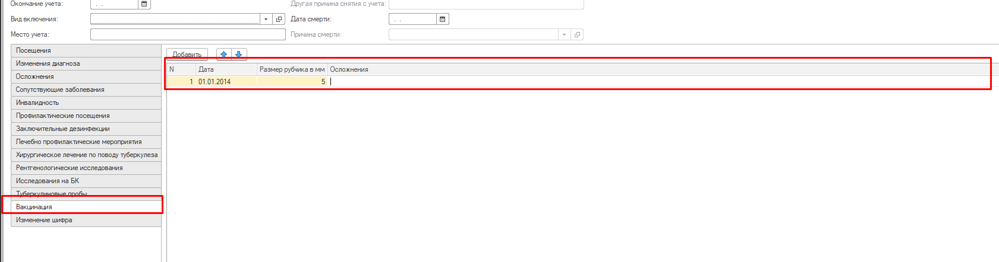 Окончание учета: . . Другая причина снятия с учета:
Вид включения: Дата смерти: . .
Место учета: Причина смерти:
Посещения
Изменения диагноза
Осложнения
Сопутствующие заболевания
Инвалидность
Профилактические посещения
Заключительные дезинфекции
Лечебно профилактические мероприятия
Хирургическое лечение по поводу туберкулеза
Рентгенологические исследования
Исследования на БК
Туберкулиновые пробы
Вакцинация
Изменение шифра
Добавить
N Дата Размер рубчика в мм Осложнения
1 01.01.2014 5